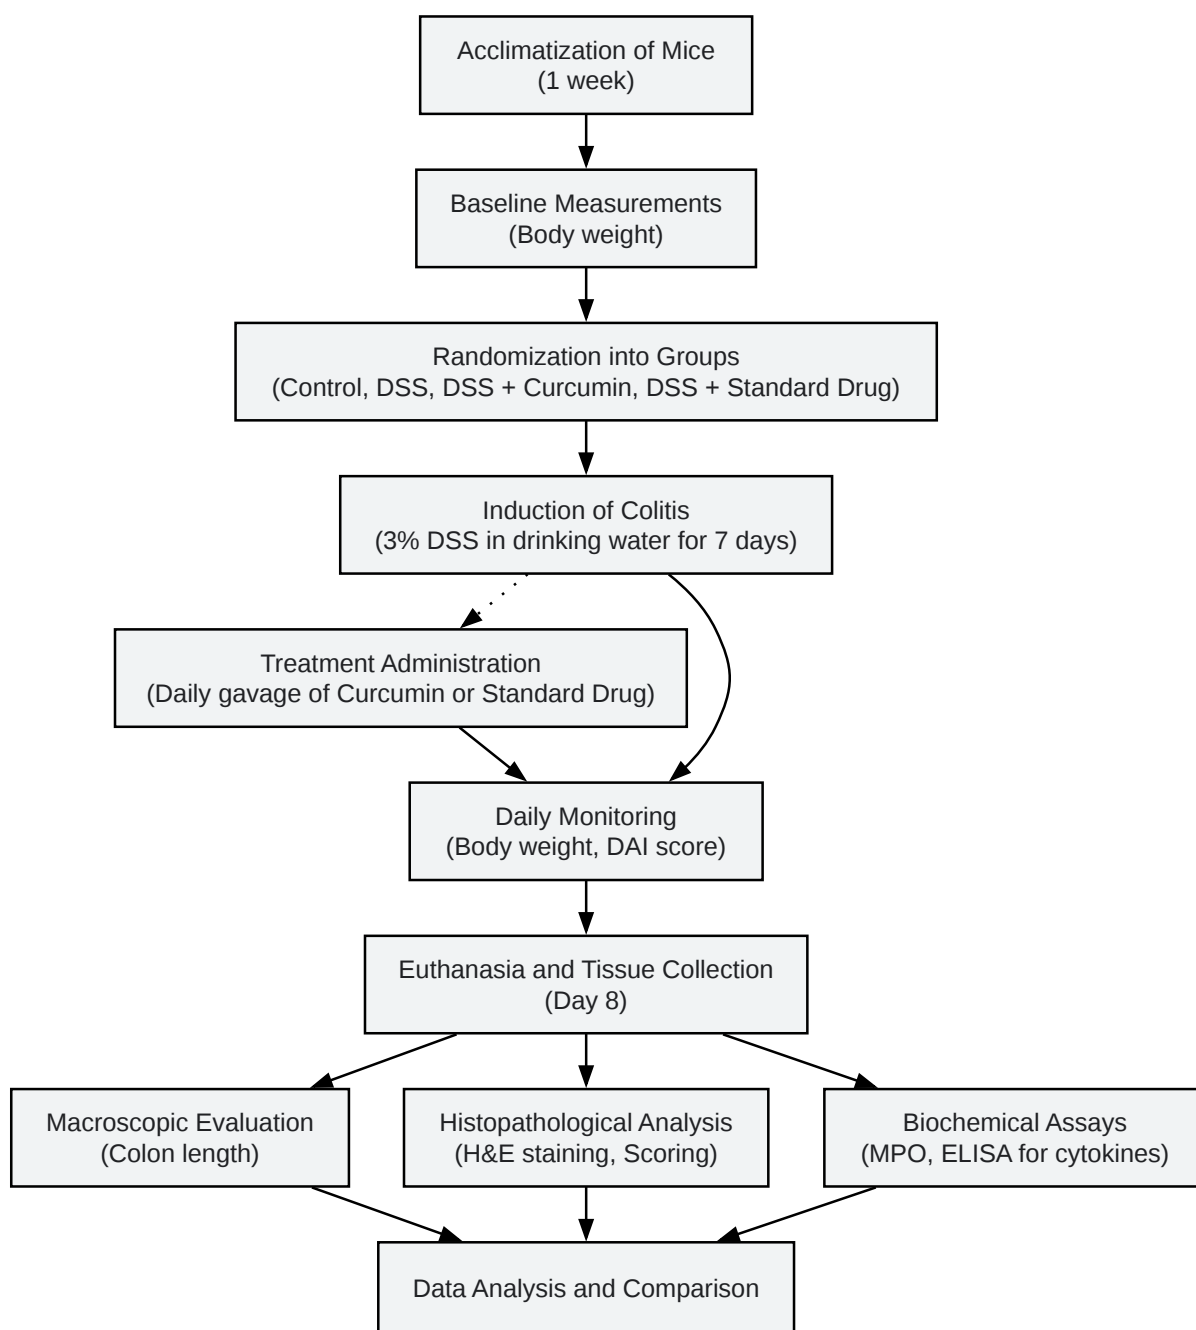 Acclimatization of Mice
(1 week)
Baseline Measurements
(Body weight)
Randomization into Groups
(Control, DSS, DSS + Curcumin, DSS + Standard Drug)
Induction of Colitis
(3% DSS in drinking water for 7 days)
Treatment Administration
(Daily gavage of Curcumin or Standard Drug)
Daily Monitoring
(Body weight, DAI score)
Euthanasia and Tissue Collection
(Day 8)
Macroscopic Evaluation
(Colon length)
Histopathological Analysis
(H&E staining, Scoring)
Biochemical Assays
(MPO, ELISA for cytokines)
Data Analysis and Comparison